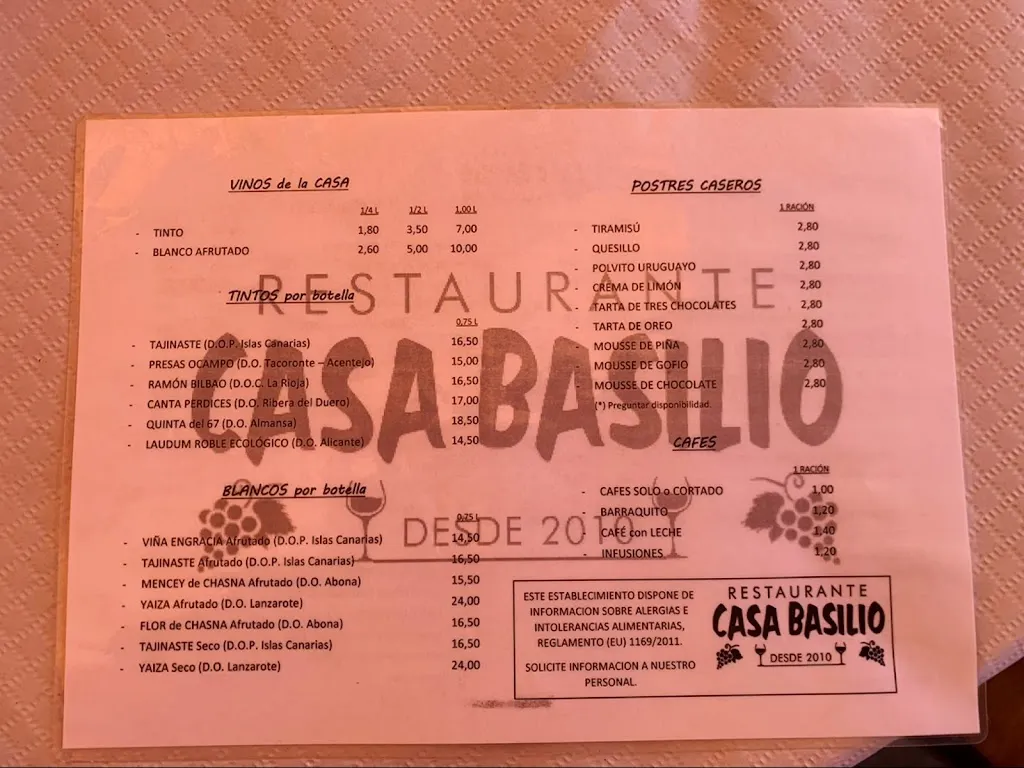 VINOS de la CASA
1/4 L 1/2 L 1,00 L
- TINTO 1,80 3,50 7,00
- BLANCO AFRUTADO 2,60 5,00 10,00
TINTOS por botella
0,75 L
- TAJINASTE (D.O.P. Islas Canarias) 16,50
- PRESAS OCAMPO (D.O. Tacoronte – Acentejo) 15,00
- RAMÓN BILBAO (D.O.C. La Rioja) 16,50
- CANTA PERDICES (D.O. Ribera del Duero) 17,00
- QUINTA del 67 (D.O. Almansa) 18,50
- LAUDUM ROBLE ECOLÓGICO (D.O. Alicante) 14,50
BLANCOS por botella
0,75 L
- VIÑA ENGRACIA Afrutado (D.O.P. Islas Canarias) 14,50
- TAJINASTE Afrutado (D.O.P. Islas Canarias) 16,50
- MENCEY de CHASNA Afrutado (D.O. Abona) 15,50
- YAIZA Afrutado (D.O. Lanzarote) 24,00
- FLOR de CHASNA Afrutado (D.O. Abona) 16,50
- TAJINASTE Seco (D.O.P. Islas Canarias) 16,50
- YAIZA Seco (D.O. Lanzarote) 24,00
POSTRES CASEROS
1 RACIÓN
- TIRAMISÚ 2,80
- QUESILLO 2,80
- POLVITO URUGUAYO 2,80
- CREMA DE LIMÓN 2,80
- TARTA DE TRES CHOCOLATES 2,80
- TARTA DE OREO 2,80
- MOUSSE DE PIÑA 2,80
- MOUSSE DE GOFIO 2,80
- MOUSSE DE CHOCOLATE 2,80
(*) Preguntar disponibilidad.
CAFES
1 RACIÓN
- CAFES SOLO o CORTADO 1,00
- BARRAQUITO 1,20
- CAFÉ con LECHE 1,40
- INFUSIONES 1,20
ESTE ESTABLECIMIENTO DISPONE DE
INFORMACION SOBRE ALERGIAS E
INTOLERANCIAS ALIMENTARIAS,
REGLAMENTO (EU) 1169/2011.
SOLICITE INFORMACION A NUESTRO
PERSONAL.
RESTAURANTE
CASA BASILIO
DESDE 2010
RESTAURANTE
CASA BASILIO
DESDE 2010